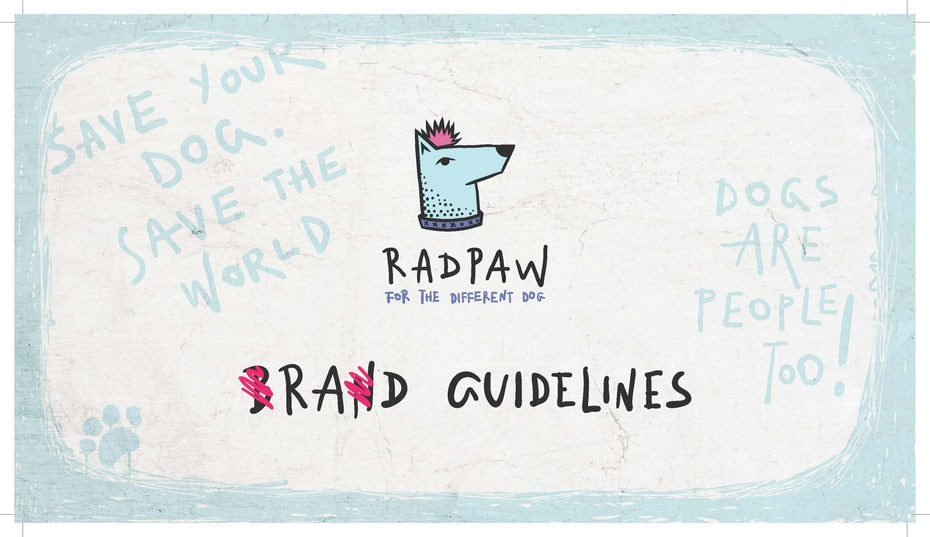 SAVE YOUR
DOG.
SAVE THE
WORLD
RADPAW
FOR THE DIFFERENT DOG
DOGS
ARE
PEOPLE
TOO!
BRAND GUIDELINES